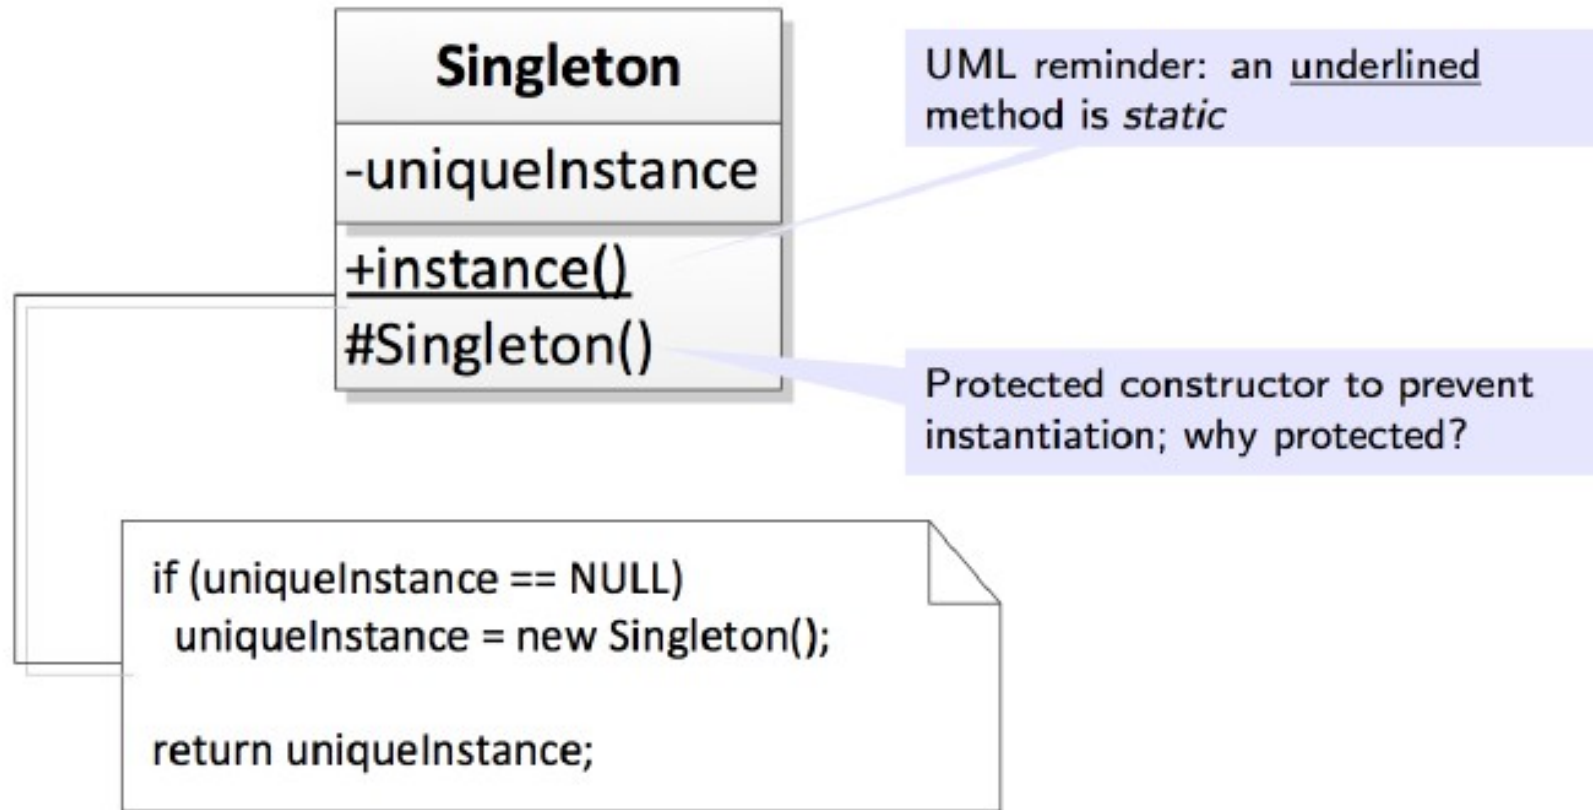 Singleton
-uniqueInstance
+instance()
#Singleton()
UML reminder: an underlined
method is static
Protected constructor to prevent
instantiation; why protected?
if (uniqueInstance == NULL)
uniqueInstance = new Singleton();
return uniqueInstance;